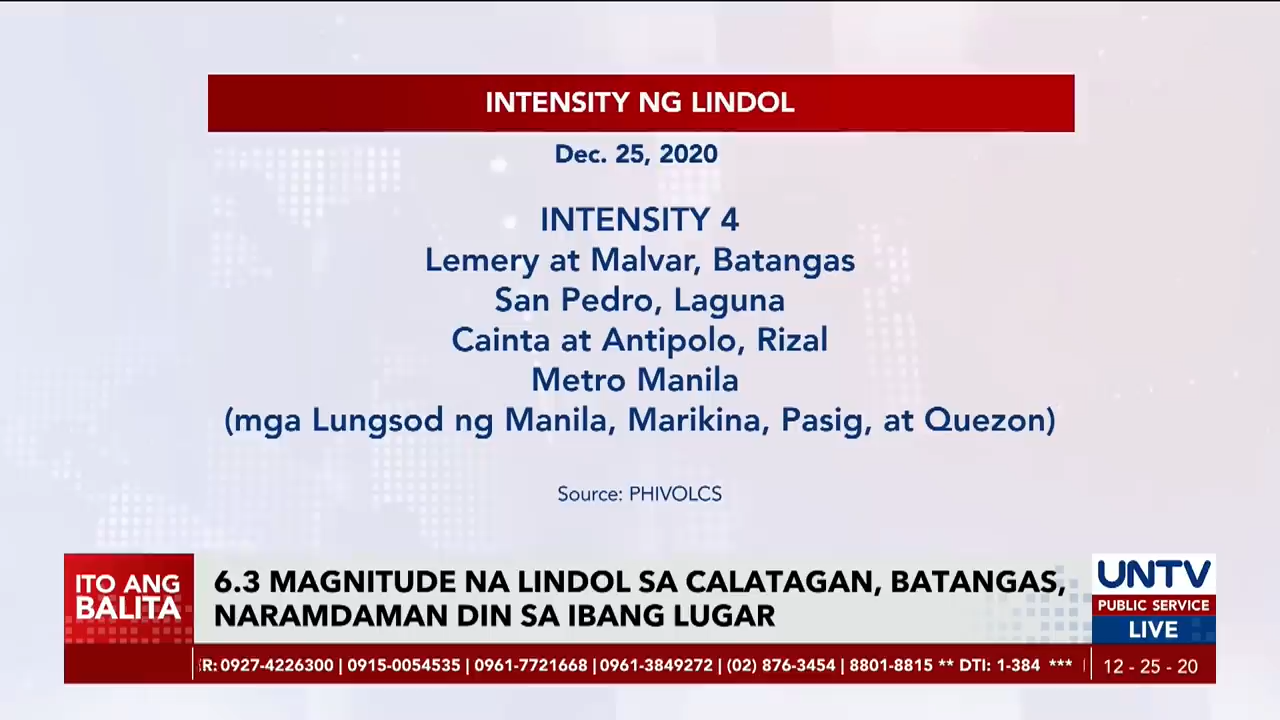 INTENSITY NG LINDOL
Dec. 25, 2020
INTENSITY 4
Lemery at Malvar, Batangas
San Pedro, Laguna
Cainta at Antipolo, Rizal
Metro Manila
(mga Lungsod ng Manila, Marikina, Pasig, at Quezon)
Source: PHIVOLCS
ITO ANG
BALITA
6.3 MAGNITUDE NA LINDOL SA CALATAGAN, BATANGAS,
NARAMDAMAN DIN SA IBANG LUGAR
UNTV
PUBLIC SERVICE
LIVE
R: 0927-4226300 | 0915-0054535 | 0961-7721668 | 0961-3849272 | (02) 876-3454 | 8801-8815 ** DTI: 1-384 ***
12 - 25 - 20